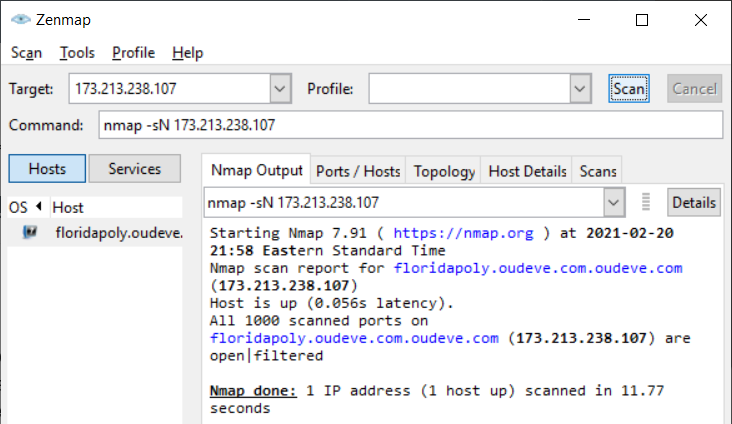 Zenmap
Scan Tools Profile Help
Target: 173.213.238.107 Profile: Scan Cancel
Command: nmap -sN 173.213.238.107
Hosts Services Nmap Output Ports / Hosts Topology Host Details Scans
OS Host nmap -sN 173.213.238.107 Details
floridapoly.oudeve.
Starting Nmap 7.91 ( https://nmap.org ) at 2021-02-20
21:58 Eastern Standard Time
Nmap scan report for floridapoly.oudeve.com.oudeve.com
(173.213.238.107)
Host is up (0.056s latency).
All 1000 scanned ports on
floridapoly.oudeve.com.oudeve.com (173.213.238.107) are
open|filtered
Nmap done: 1 IP address (1 host up) scanned in 11.77
seconds